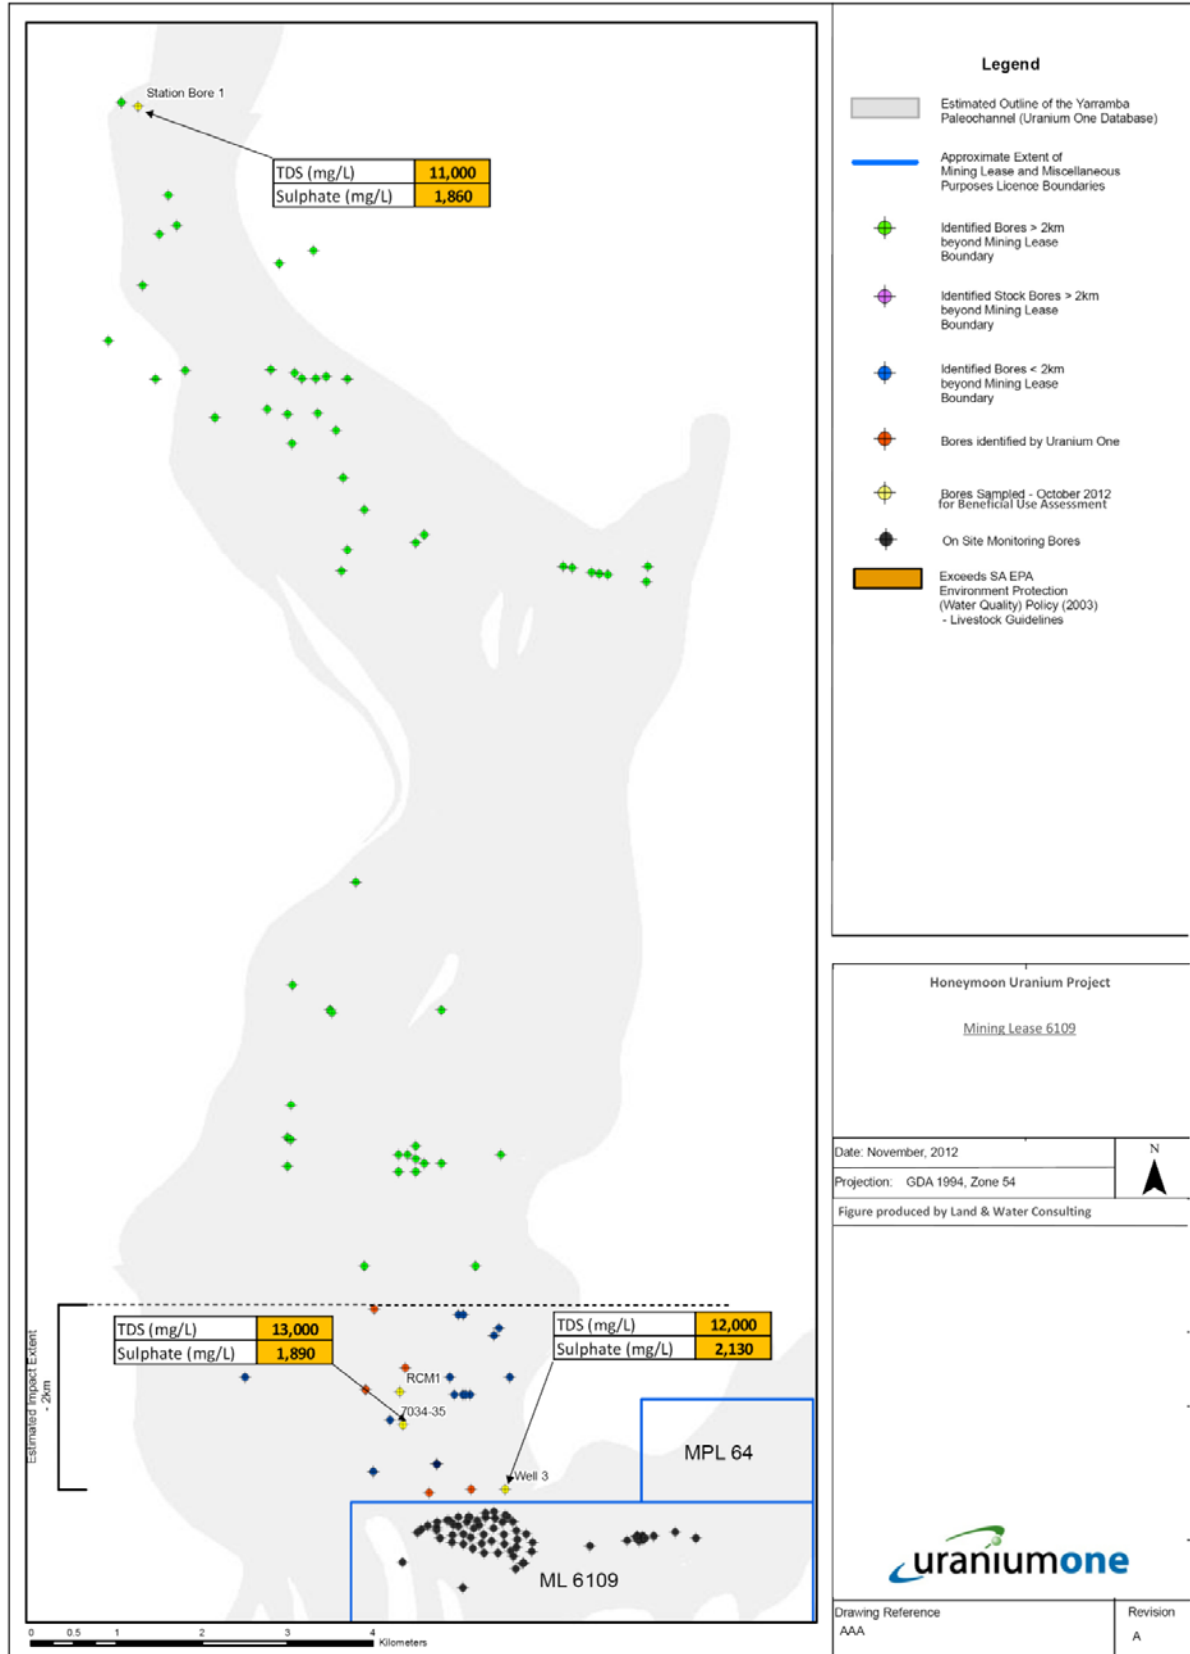 Station Bore 1
TDS (mg/L) 11,000
Sulphate (mg/L) 1,860
TDS (mg/L) 13,000
Sulphate (mg/L) 1,890
TDS (mg/L) 12,000
Sulphate (mg/L) 2,130
RCM1
7034-35
Well 3
MPL 64
ML 6109
Estimated Impact Extent
- 2km
0 0.5 1 2 3 4
Kilometers
Legend
Estimated Outline of the Yarramba
Paleochannel (Uranium One Database)
Approximate Extent of
Mining Lease and Miscellaneous
Purposes Licence Boundaries
Identified Bores > 2km
beyond Mining Lease
Boundary
Identified Stock Bores > 2km
beyond Mining Lease
Boundary
Identified Bores < 2km
beyond Mining Lease
Boundary
Bores identified by Uranium One
Bores Sampled - October 2012
for Beneficial Use Assessment
On Site Monitoring Bores
Exceeds SA EPA
Environment Protection
(Water Quality) Policy (2003)
- Livestock Guidelines
Honeymoon Uranium Project
Mining Lease 6109
Date: November, 2012
N
Projection: GDA 1994, Zone 54
Figure produced by Land & Water Consulting
uraniumone
Drawing Reference
AAA
Revision
A